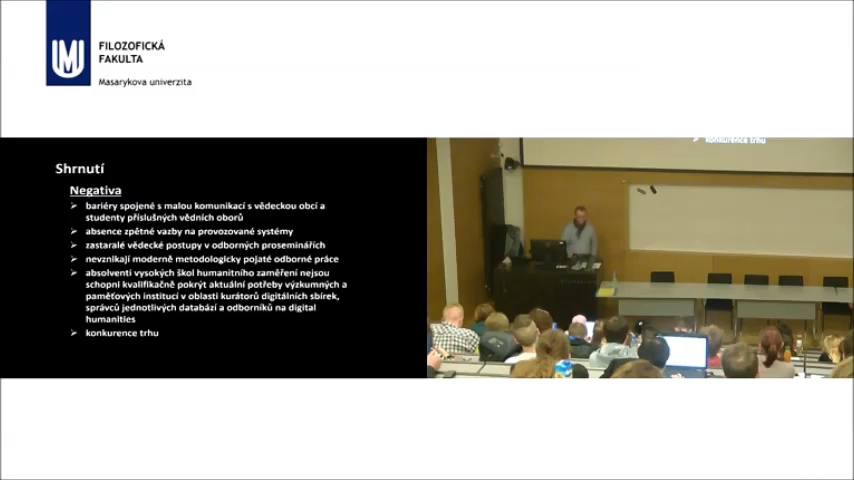 FILOZOFICKÁ
FAKULTA
Masarykova univerzita
Shrnutí
Negativa
bariéry spojené s malou komunikací s vědeckou obcí a
studenty příslušných vědních oborů
absence zpětné vazby na provozované systémy
zastaralé vědecké postupy v odborných proseminářích
nevznikají moderně metodologicky pojaté odborné práce
absolventi vysokých škol humanitního zaměření nejsou
schopni kvalifikačně pokrýt aktuální potřeby výzkumných a
paměťových institucí v oblasti kurátorů digitálních sbírek,
správců jednotlivých databází a odborníků na digital
humanities
konkurence trhu
konkurence trhu